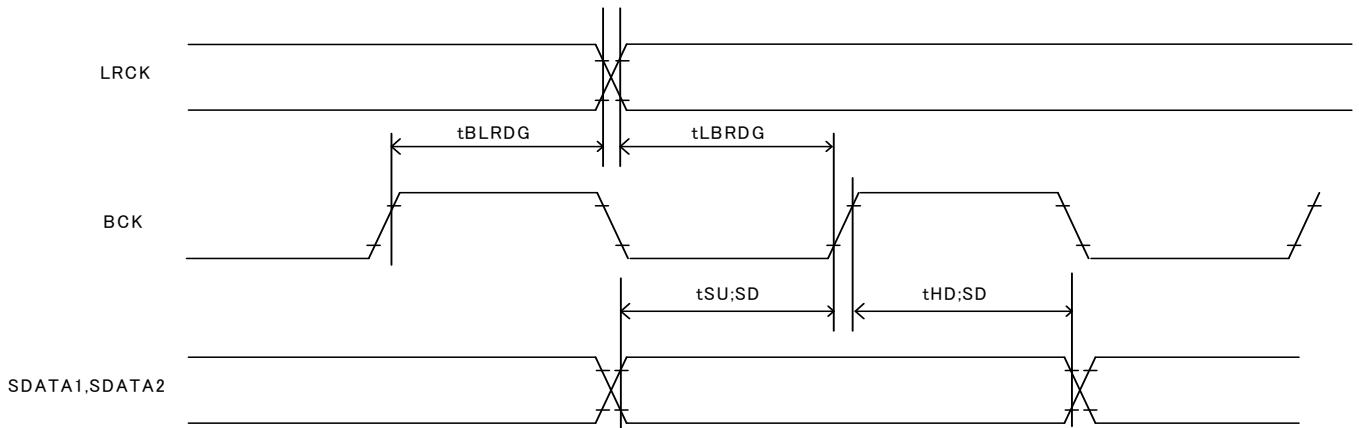 LRCK
tBLRDG
tLBRDG
BCK
tSU;SD
tHD;SD
SDATA1,SDATA2